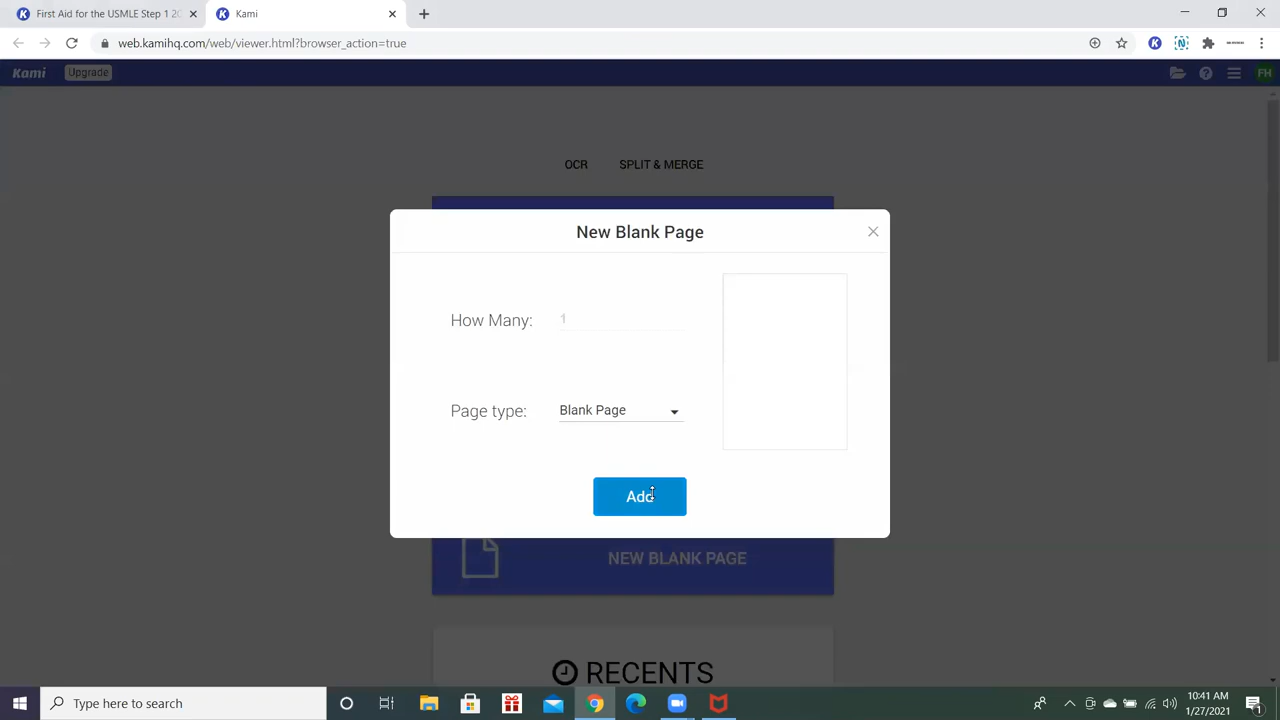 First Aid for the USMLE Step 1 20
Kami
web.kamihq.com/web/viewer.html?browser_action=true
Kami
Upgrade
FH
OCR
SPLIT & MERGE
New Blank Page
How Many:
1
Page type:
Blank Page
Add
NEW BLANK PAGE
RECENTS
Type here to search
10:41 AM
1/27/2021